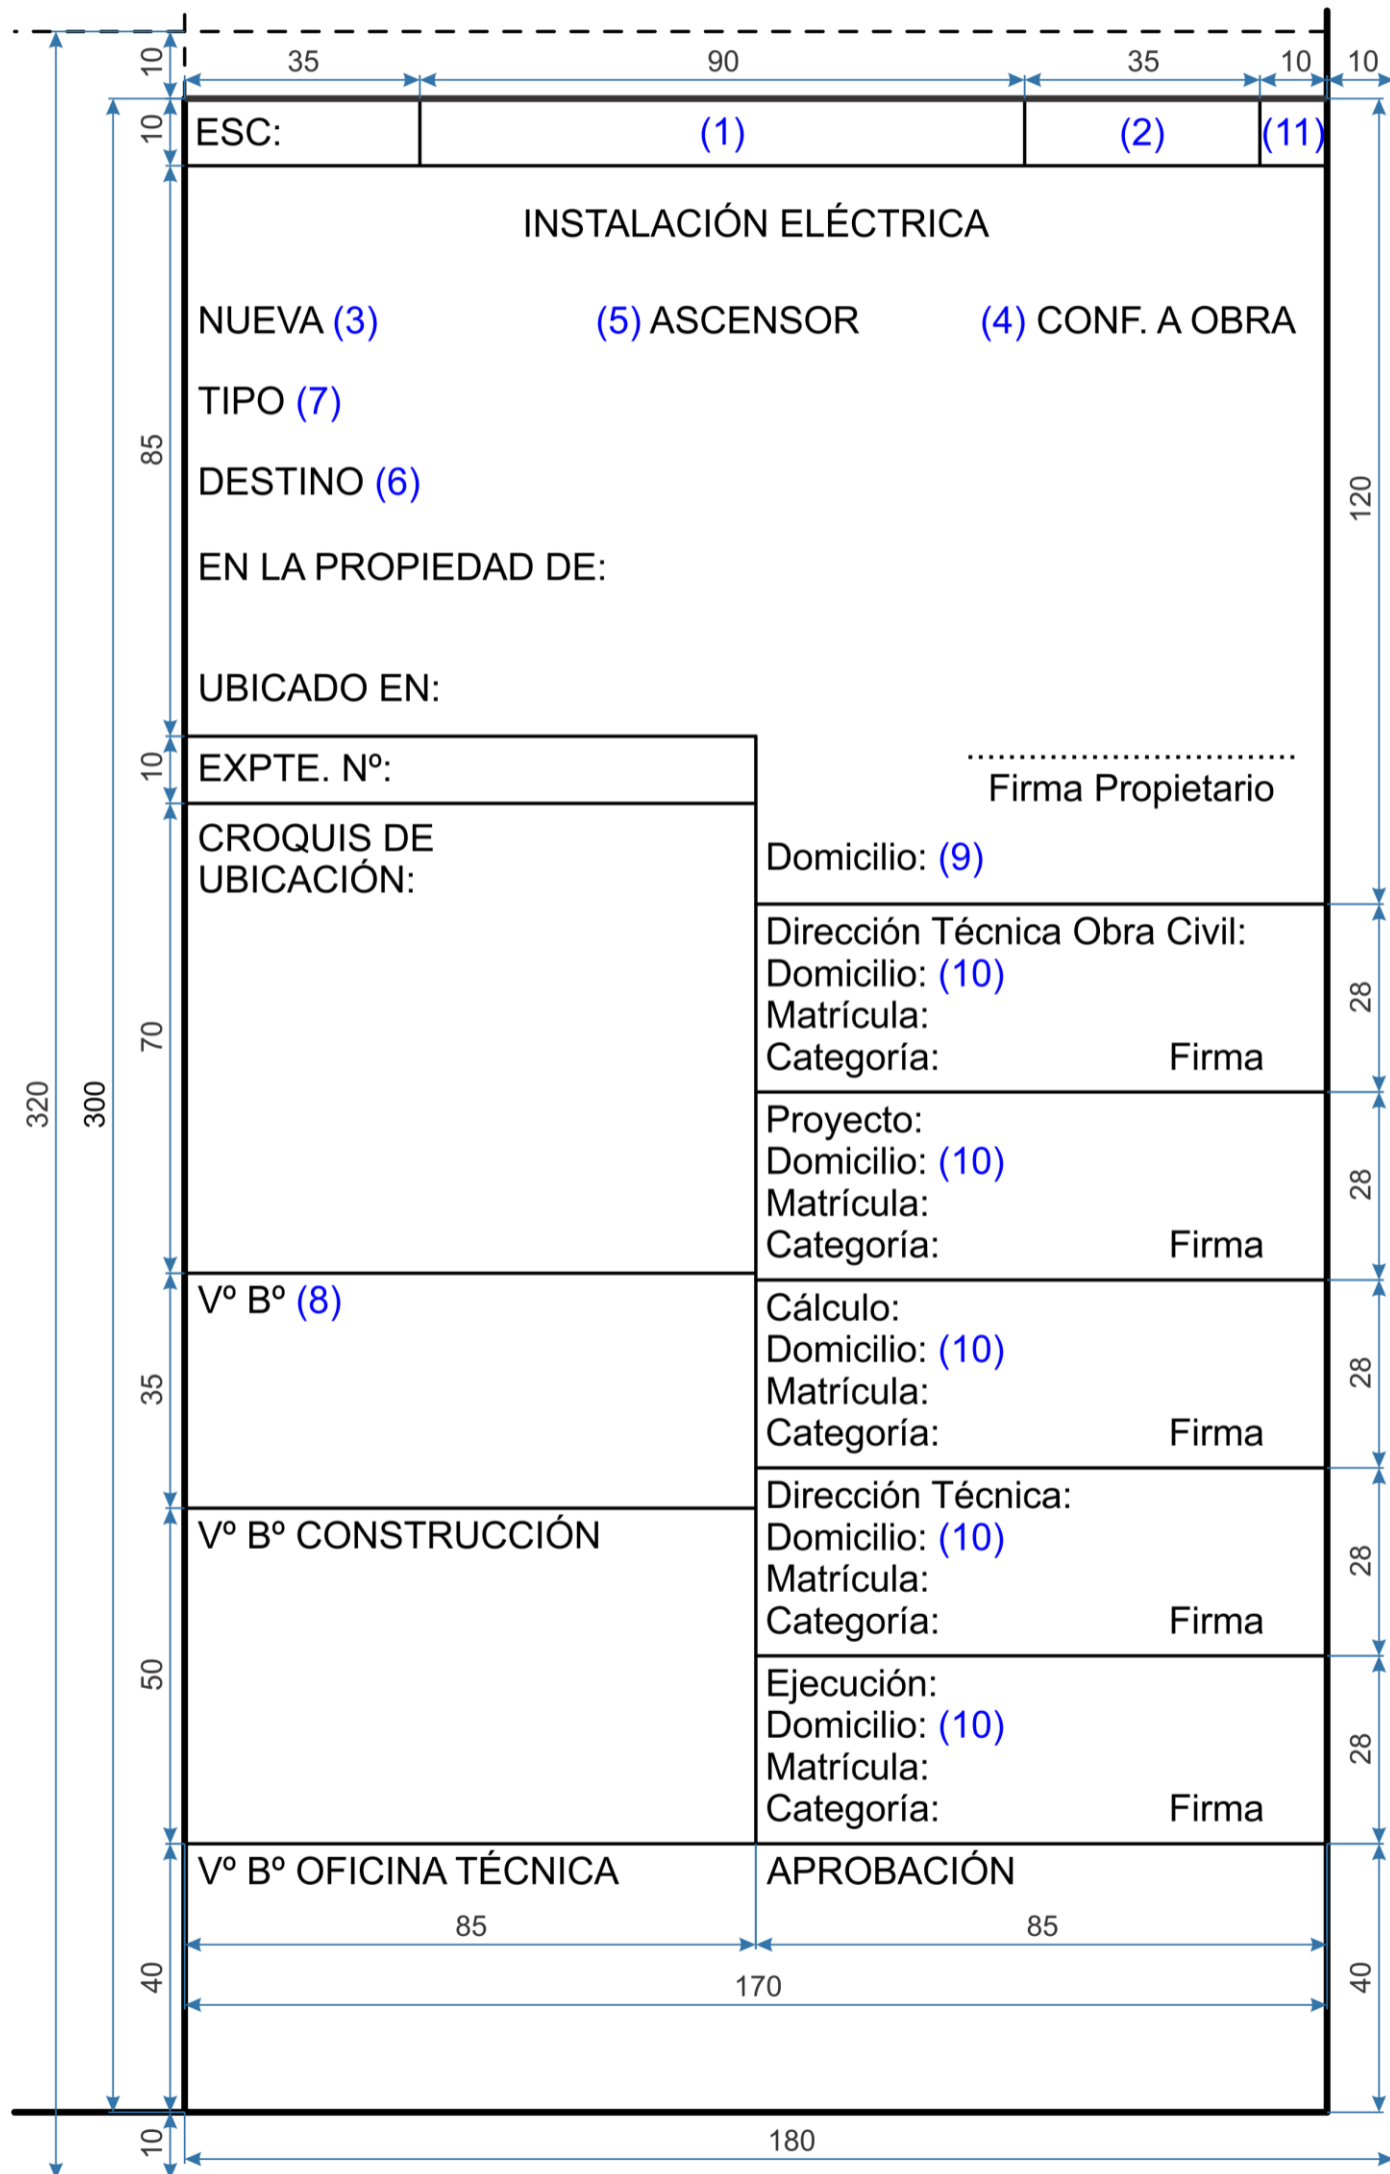 10 35 90 35 10 10
10 ESC: (1) (2) (11)
INSTALACIÓN ELÉCTRICA
NUEVA (3) (5) ASCENSOR (4) CONF. A OBRA
TIPO (7)
85
DESTINO (6)
120
EN LA PROPIEDAD DE:
UBICADO EN:
10 EXPTE. Nº:
Firma Propietario
CROQUIS DE
UBICACIÓN:
Domicilio: (9)
Dirección Técnica Obra Civil:
Domicilio: (10)
Matrícula:
Categoría: Firma
28
70
320
300
Proyecto:
Domicilio: (10)
Matrícula:
Categoría: Firma
28
Vº Bº (8)
35
Cálculo:
Domicilio: (10)
Matrícula:
Categoría: Firma
28
Vº Bº CONSTRUCCIÓN
50
Dirección Técnica:
Domicilio: (10)
Matrícula:
Categoría: Firma
28
Ejecución:
Domicilio: (10)
Matrícula:
Categoría: Firma
28
Vº Bº OFICINA TÉCNICA APROBACIÓN
85 85
40 170 40
10 180